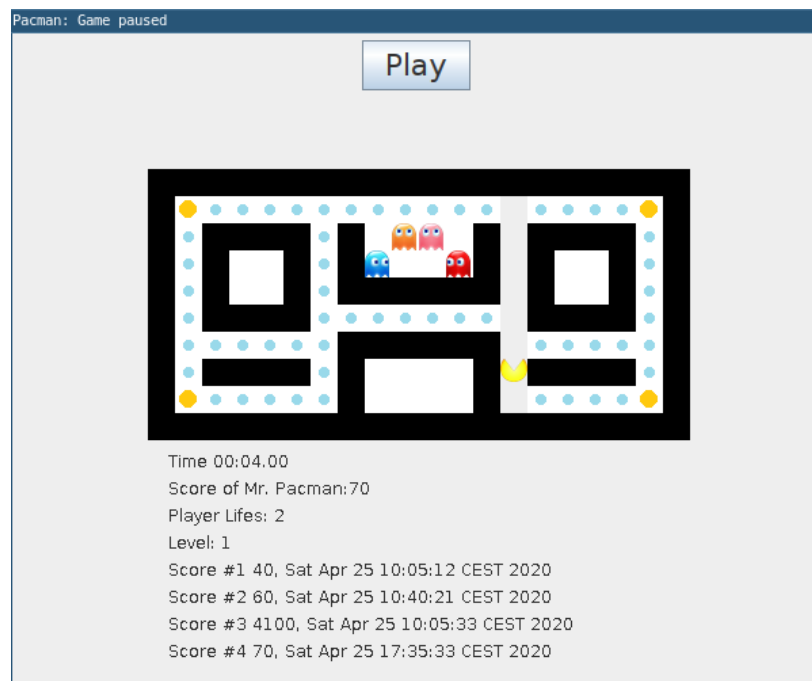 Pacman: Game paused
Play
Time 00:04.00
Score of Mr. Pacman:70
Player Lifes: 2
Level: 1
Score #1 40, Sat Apr 25 10:05:12 CEST 2020
Score #2 60, Sat Apr 25 10:40:21 CEST 2020
Score #3 4100, Sat Apr 25 10:05:33 CEST 2020
Score #4 70, Sat Apr 25 17:35:33 CEST 2020